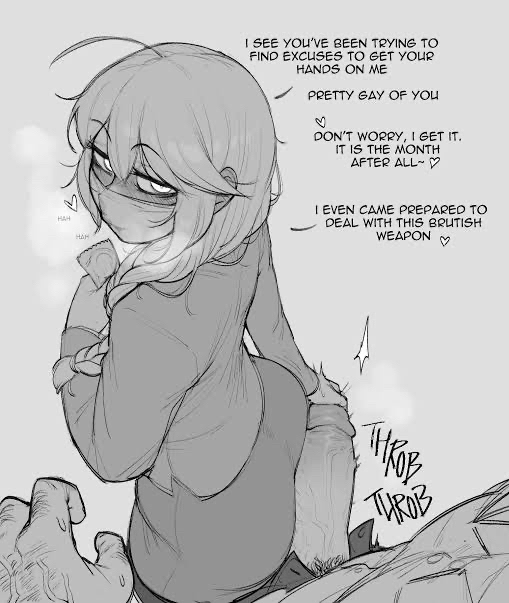 I SEE YOU'VE BEEN TRYING TO
FIND EXCUSES TO GET YOUR
HANDS ON ME
PRETTY GAY OF YOU
DON'T WORRY, I GET IT.
IT IS THE MONTH
AFTER ALL~
I EVEN CAME PREPARED TO
DEAL WITH THIS BRUTISH
WEAPON
HAH
HAH
THROB
THROB